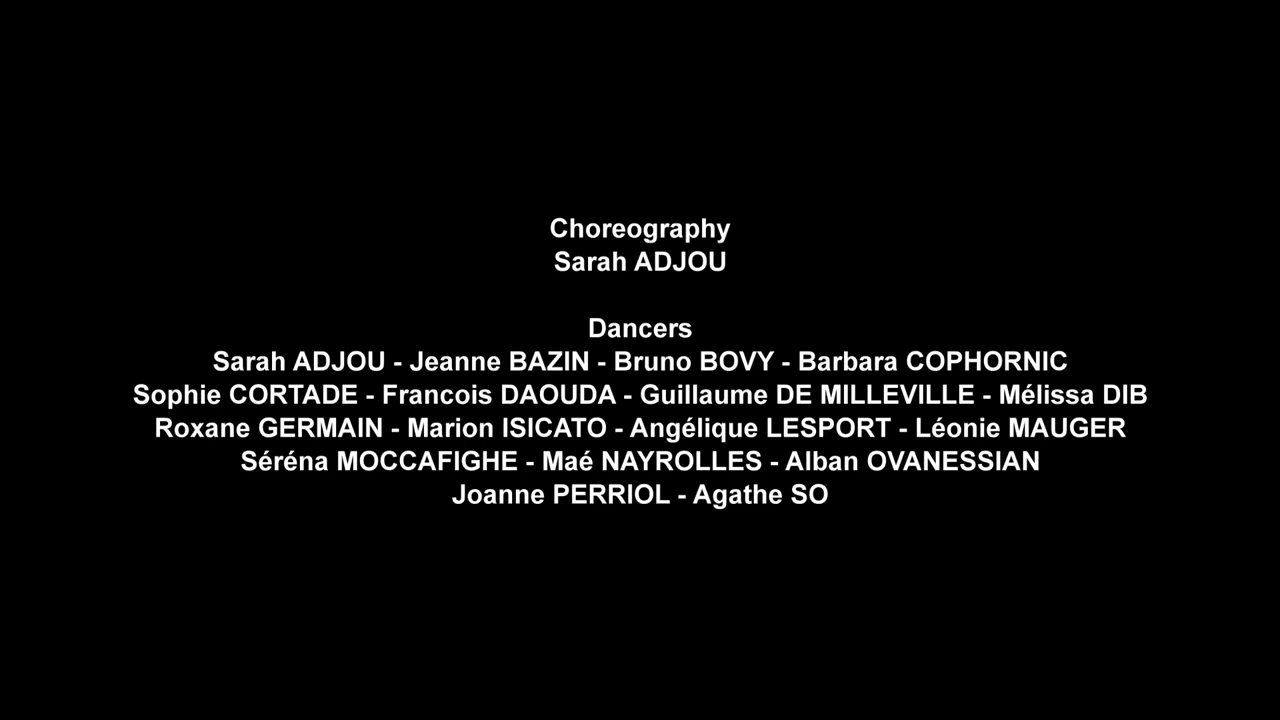 Choreography
Sarah ADJOU
Dancers
Sarah ADJOU - Jeanne BAZIN - Bruno BOVY - Barbara COPHORNIC
Sophie CORTADE - Francois DAOUDA - Guillaume DE MILLEVILLE - Mélissa DIB
Roxane GERMAIN - Marion ISICATO - Angélique LESPORT - Léonie MAUGER
Séréna MOCCAFIGHE - Maé NAYROLLES - Alban OVANESSIAN
Joanne PERRIOL - Agathe SO